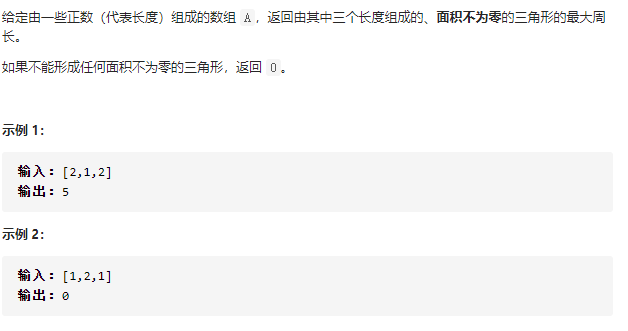 给定由一些正数（代表长度）组成的数组 A，返回由其中三个长度组成的、面积不为零的三角形的最大周
长。
如果不能形成任何面积不为零的三角形，返回 0。
示例 1：
输入：[2,1,2]
输出：5
示例 2：
输入：[1,2,1]
输出：0